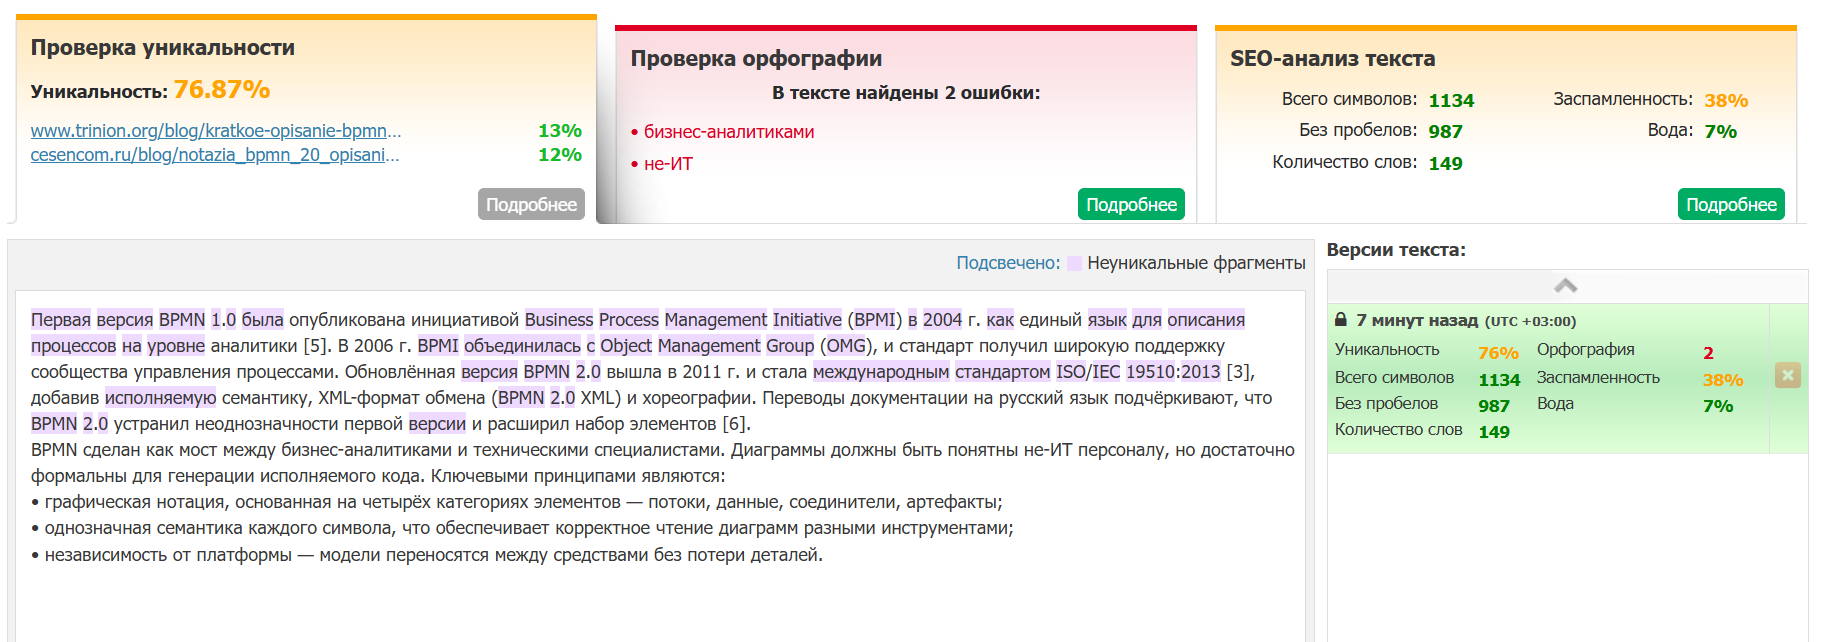 Проверка уникальности
Уникальность: 76.87%
www.trinion.org/blog/kratkoe-opisanie-bpmn... 13%
cesencom.ru/blog/notazia_bpmn_20_opisani... 12%
Подробнее
Проверка орфографии
В тексте найдены 2 ошибки:
• бизнес-аналитиками
• не-ИТ
Подробнее
SEO-анализ текста
Всего символов: 1134 Заспамленность: 38%
Без пробелов: 987 Вода: 7%
Количество слов: 149
Подробнее
Подсвечено: Неуникальные фрагменты
Первая версия BPMN 1.0 была опубликована инициативой Business Process Management Initiative (BPMI) в 2004 г. как единый язык для описания
процессов на уровне аналитики [5]. В 2006 г. BPMI объединилась с Object Management Group (OMG), и стандарт получил широкую поддержку
сообщества управления процессами. Обновлённая версия BPMN 2.0 вышла в 2011 г. и стала международным стандартом ISO/IEC 19510:2013 [3],
добавив исполняемую семантику, XML-формат обмена (BPMN 2.0 XML) и хореографии. Переводы документации на русский язык подчёркивают, что
BPMN 2.0 устранил неоднозначности первой версии и расширил набор элементов [6].
BPMN сделан как мост между бизнес-аналитиками и техническими специалистами. Диаграммы должны быть понятны не-ИТ персоналу, но достаточно
формальны для генерации исполняемого кода. Ключевыми принципами являются:
• графическая нотация, основанная на четырёх категориях элементов — потоки, данные, соединители, артефакты;
• однозначная семантика каждого символа, что обеспечивает корректное чтение диаграмм разными инструментами;
• независимость от платформы — модели переносятся между средствами без потери деталей.
Версии текста:
7 минут назад (UTC +03:00)
Уникальность 76% Орфография 2
Всего символов 1134 Заспамленность 38%
Без пробелов 987 Вода 7%
Количество слов 149